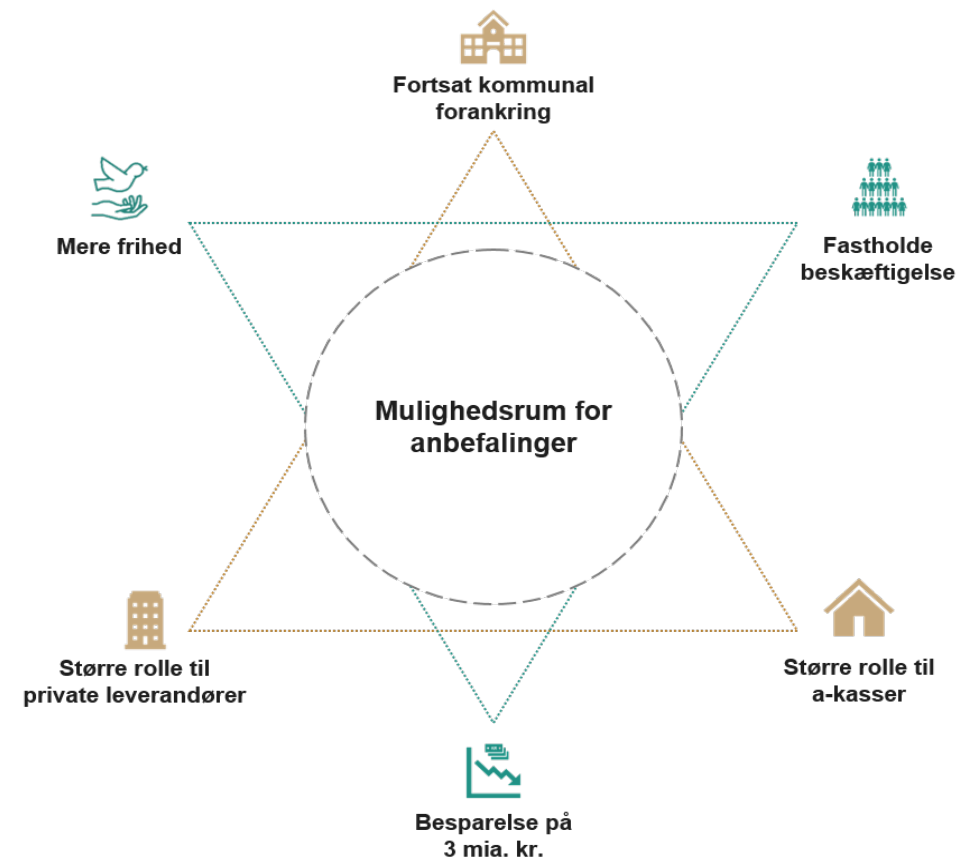 Fortsat kommunal
forankring
Mere frihed
Fastholde
beskæftigelse
Mulighedsrum for
anbefalinger
Større rolle til
private leverandører
Større rolle til
a-kasser
Besparelse på
3 mia. kr.